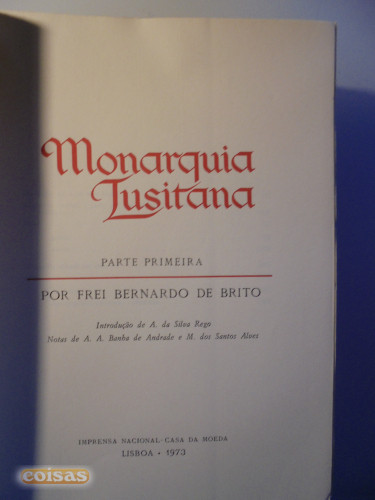 Monarquia
Lusitana
PARTE PRIMEIRA
POR FREI BERNARDO DE BRITO
Introdução de A. da Silva Rego
Notas de A. A. Banha de Andrade e M. dos Santos Alves
IMPRENSA NACIONAL-CASA DA MOEDA
LISBOA • 1973
coisas